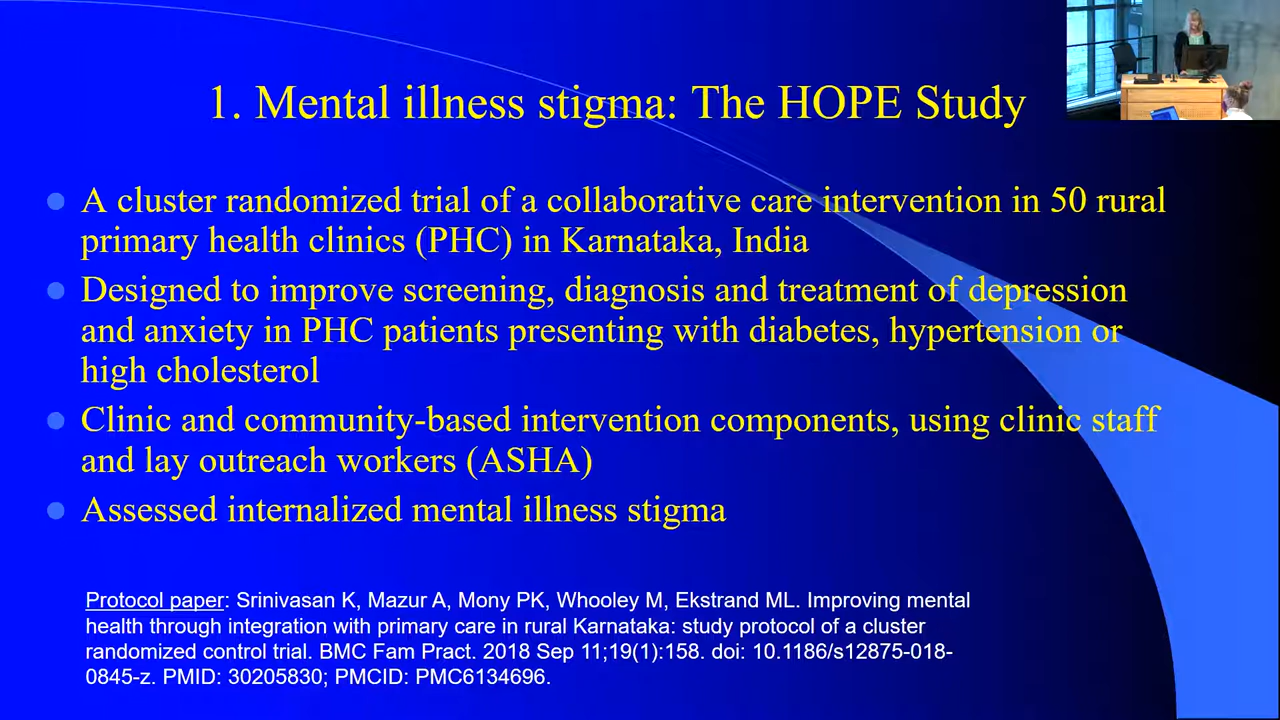 1. Mental illness stigma: The HOPE Study
A cluster randomized trial of a collaborative care intervention in 50 rural
primary health clinics (PHC) in Karnataka, India
Designed to improve screening, diagnosis and treatment of depression
and anxiety in PHC patients presenting with diabetes, hypertension or
high cholesterol
Clinic and community-based intervention components, using clinic staff
and lay outreach workers (ASHA)
Assessed internalized mental illness stigma
Protocol paper: Srinivasan K, Mazur A, Mony PK, Whooley M, Ekstrand ML. Improving mental
health through integration with primary care in rural Karnataka: study protocol of a cluster
randomized control trial. BMC Fam Pract. 2018 Sep 11;19(1):158. doi: 10.1186/s12875-018-
0845-z. PMID: 30205830; PMCID: PMC6134696.